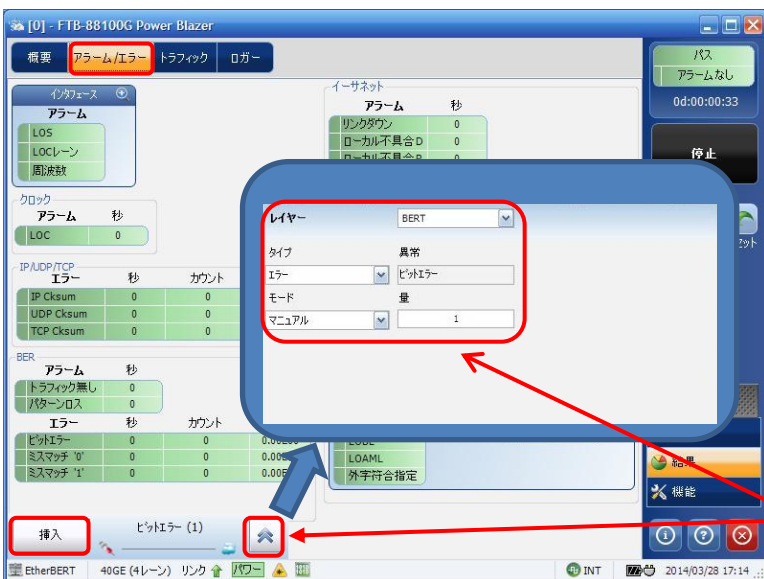 [0] - FTB-88100G Power Blazer
概要 アラーム/エラー トラフィック ロガー
インタフェース
アラーム
LOS
LOCレーン
周波数
クロック
アラーム 秒
LOC 0
IP/UDP/TCP
エラー 秒 カウント
IP Cksum 0 0
UDP Cksum 0 0
TCP Cksum 0 0
BER
アラーム 秒
トラフィック無し 0
パターンロス 0
エラー 秒 カウント
ビットエラー 0 0
ミスマッチ '0' 0 0
ミスマッチ '1' 0 0
イーサネット
アラーム 秒
リンクダウン 0
ローカル不具合D 0
レイヤー BERT
タイプ 異常
エラー ビットエラー
モード 量
マニュアル 1
LOAML
外字符合指定
挿入 ビットエラー (1)
パス
アラームなし
0d:00:00:33
停止
結果
機能
EtherBERT 40GE (4レーン) リンク パワー INT 2014/03/28 17:14